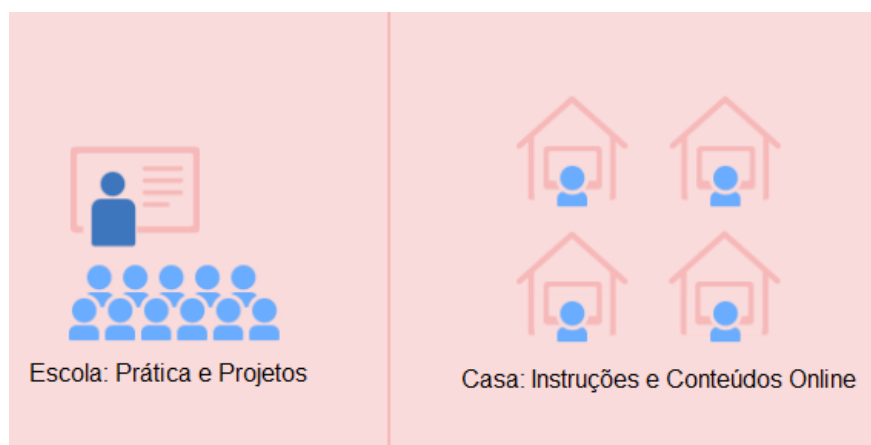 Escola: Prática e Projetos
Casa: Instruções e Conteúdos Online